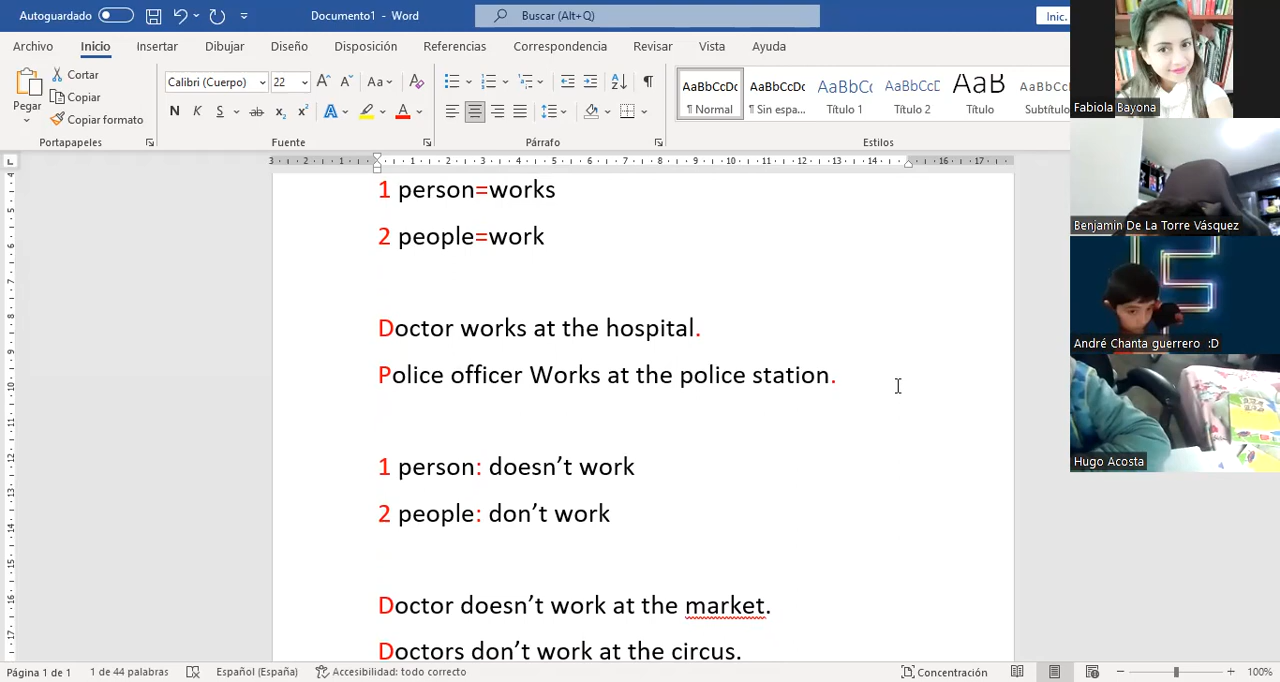 Autoguardado
Documento1 - Word
Buscar (Alt+Q)
Inic.
Archivo Inicio Insertar Dibujar Diseño Disposición Referencias Correspondencia Revisar Vista Ayuda
Pegar
Cortar
Copiar
Copiar formato
Portapapeles
Calibri (Cuerpo) 22
Fuente
Párrafo
AaBbCcDc AaBbCcDc AaBbCc AaBbCcD AaB AaBbCcD
¶ Normal ¶ Sin espa... Título 1 Título 2 Título Subtítulo
Estilos
1 person=works
2 people=work
Doctor works at the hospital.
Police officer Works at the police station.
1 person: doesn't work
2 people: don't work
Doctor doesn't work at the market.
Doctors don't work at the circus.
Fabiola Bayona
Benjamin De La Torre Vásquez
André Chanta guerrero :D
Hugo Acosta
Página 1 de 1 1 de 44 palabras Español (España) Accesibilidad: todo correcto Concentración 100%